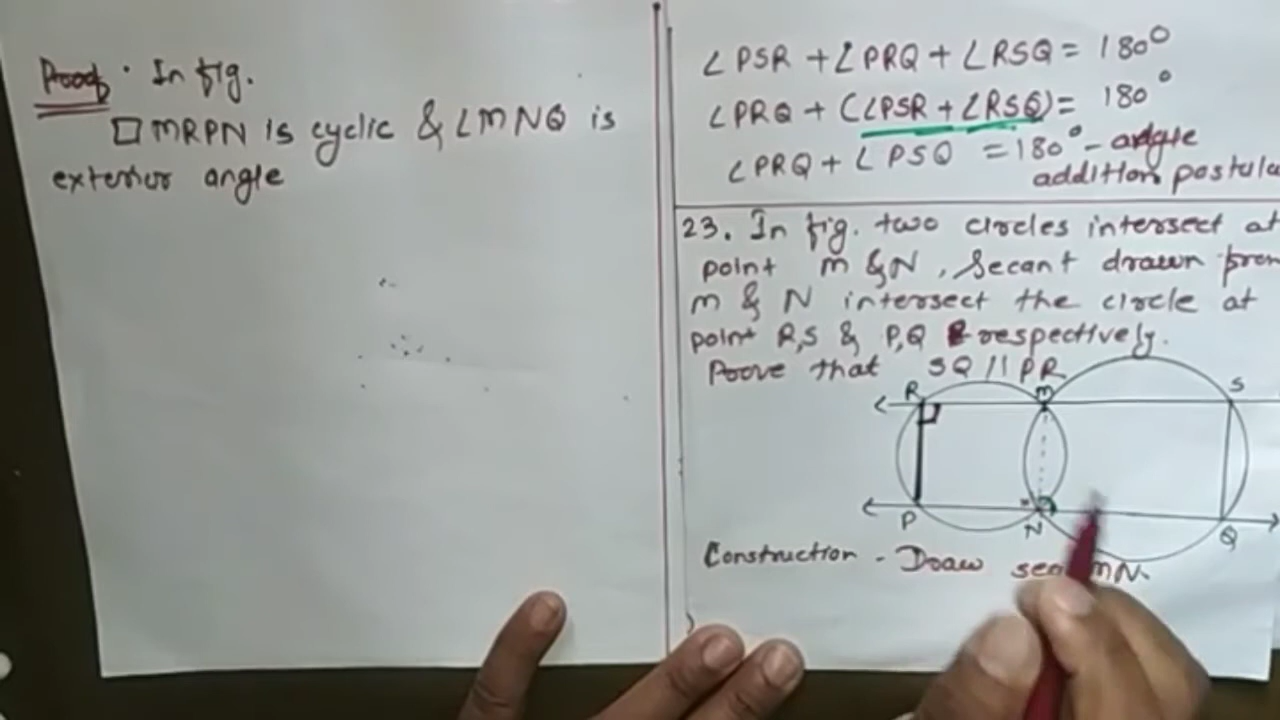 Proof. In fig.
□MRPN is cyclic & ∠MNQ is
exterior angle
∠PSR + ∠PRQ + ∠RSQ = 180°
∠PRQ + (∠PSR + ∠RSQ) = 180°
∠PRQ + ∠PSQ = 180° - angle
addition postula
23. In fig. two circles intersect at
point M & N, Secant drawn from
M & N intersect the circle at
point R,S & P,Q respectively.
Prove that SQ // PR
R M S
P N Q
Construction - Draw seg MN.